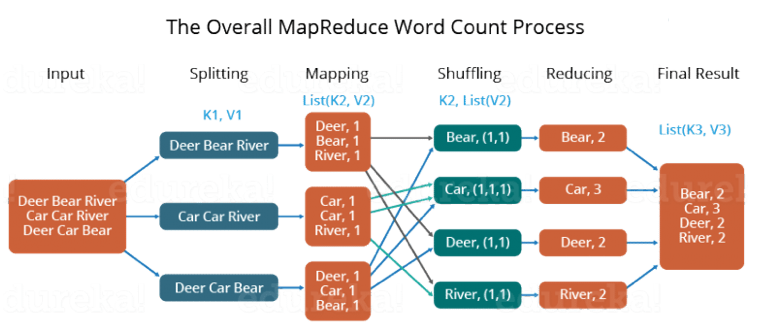 The Overall MapReduce Word Count Process
Input
Splitting
Mapping
Shuffling
Reducing
Final Result
K1, V1
List(K2, V2)
K2, List(V2)
List(K3, V3)
Deer Bear River
Car Car River
Deer Car Bear
Deer Bear River
Car Car River
Deer Car Bear
Deer, 1
Bear, 1
River, 1
Car, 1
Car, 1
River, 1
Deer, 1
Car, 1
Bear, 1
Bear, (1,1)
Car, (1,1,1)
Deer, (1,1)
River, (1,1)
Bear, 2
Car, 3
Deer, 2
River, 2
Bear, 2
Car, 3
Deer, 2
River, 2
edureka!